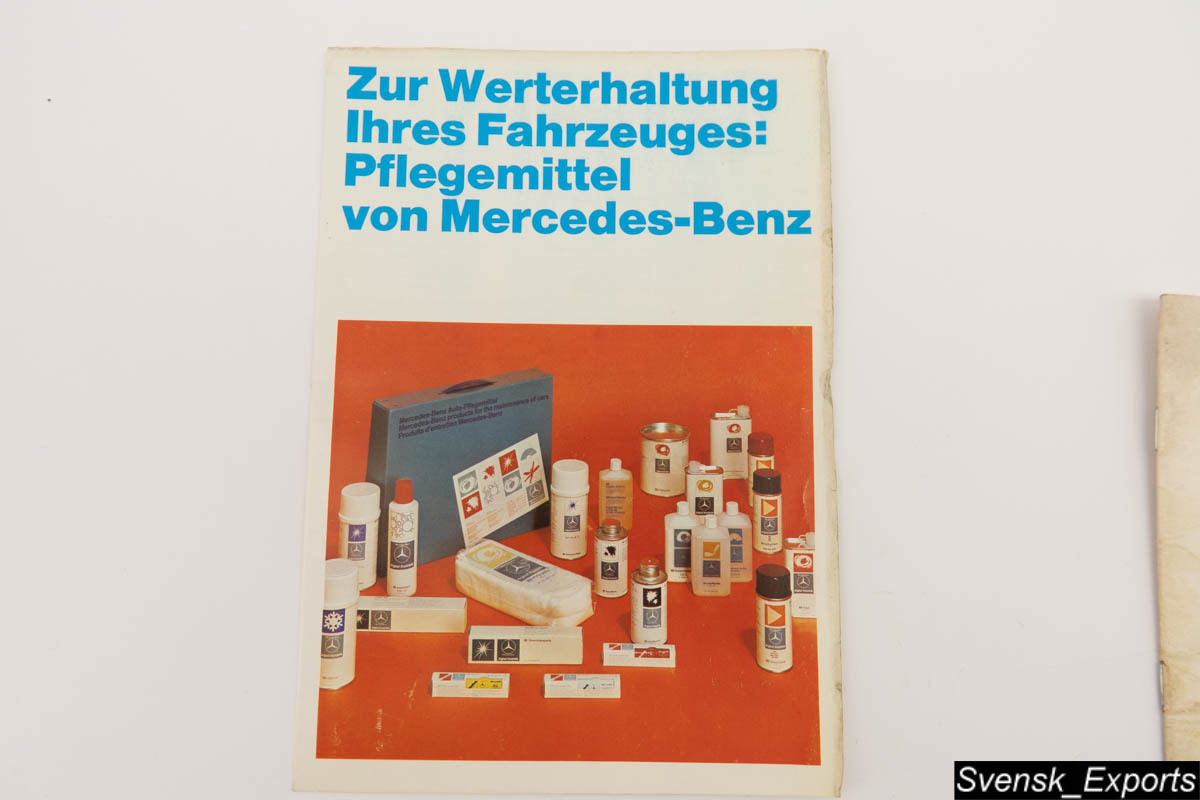 Zur Werterhaltung
Ihres Fahrzeuges:
Pflegemittel
von Mercedes-Benz
Mercedes-Benz Auto-Pflegemittel
Mercedes-Benz products for the maintenance of cars
Produits d'entretien Mercedes-Benz
Svensk_Exports